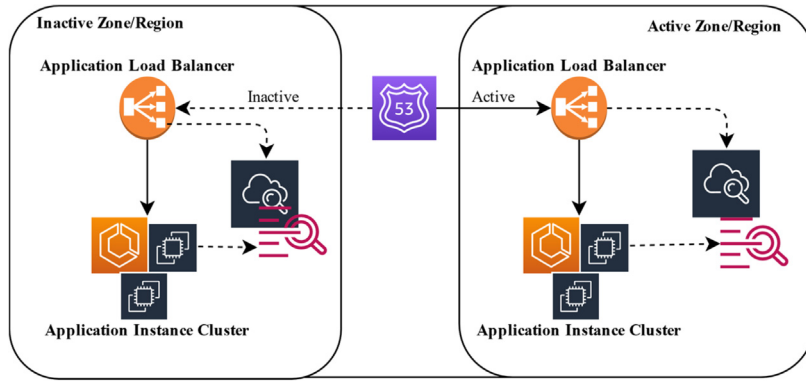 Inactive Zone/Region
Active Zone/Region
Application Load Balancer
Application Load Balancer
Inactive
53
Active
Application Instance Cluster
Application Instance Cluster